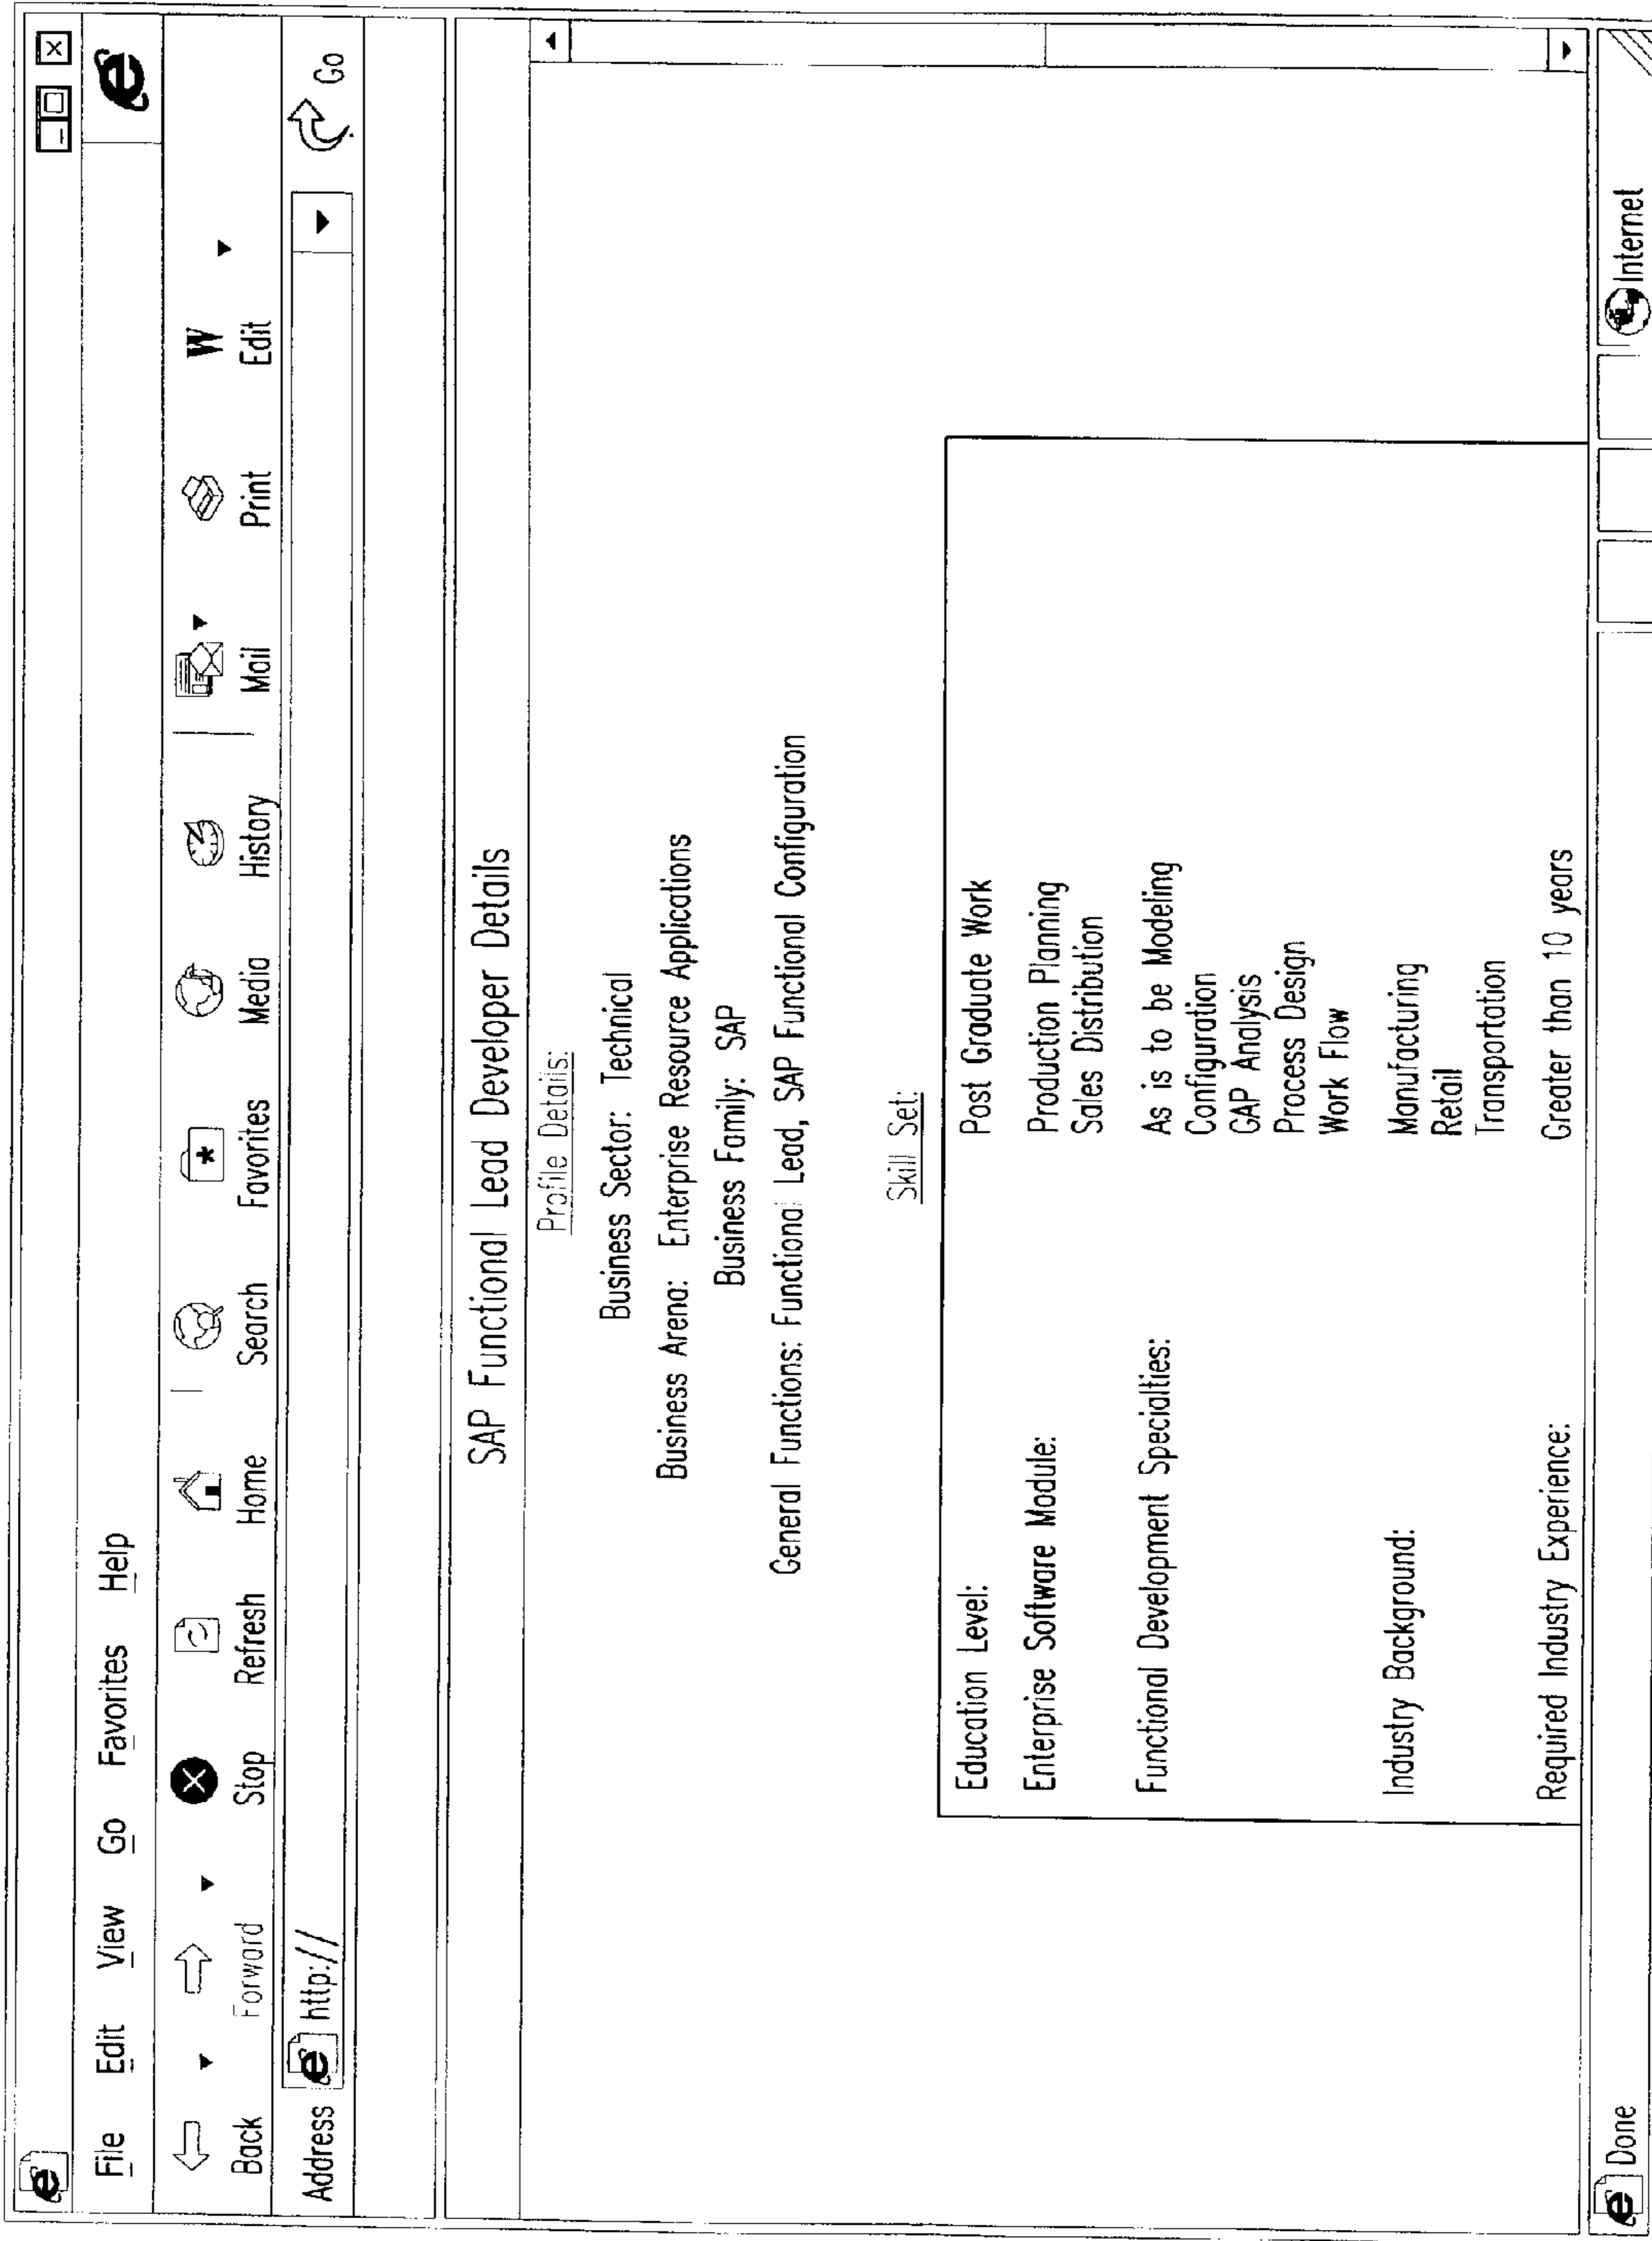 File Edit View Go Favorites Help
Back Forward Stop Refresh Home Search Favorites Media History Mail Print W Edit
Address http:// Go
SAP Functional Lead Developer Details
Profile Details:
Business Sector: Technical
Business Arena: Enterprise Resource Applications
Business Family: SAP
General Functions: Functional Lead, SAP Functional Configuration
Skill Set:
Education Level: Post Graduate Work
Enterprise Software Module: Production Planning
Sales Distribution
Functional Development Specialties: As is to be Modeling
Configuration
GAP Analysis
Process Design
Work Flow
Industry Background: Manufacturing
Retail
Transportation
Required Industry Experience: Greater than 10 years
Done Internet